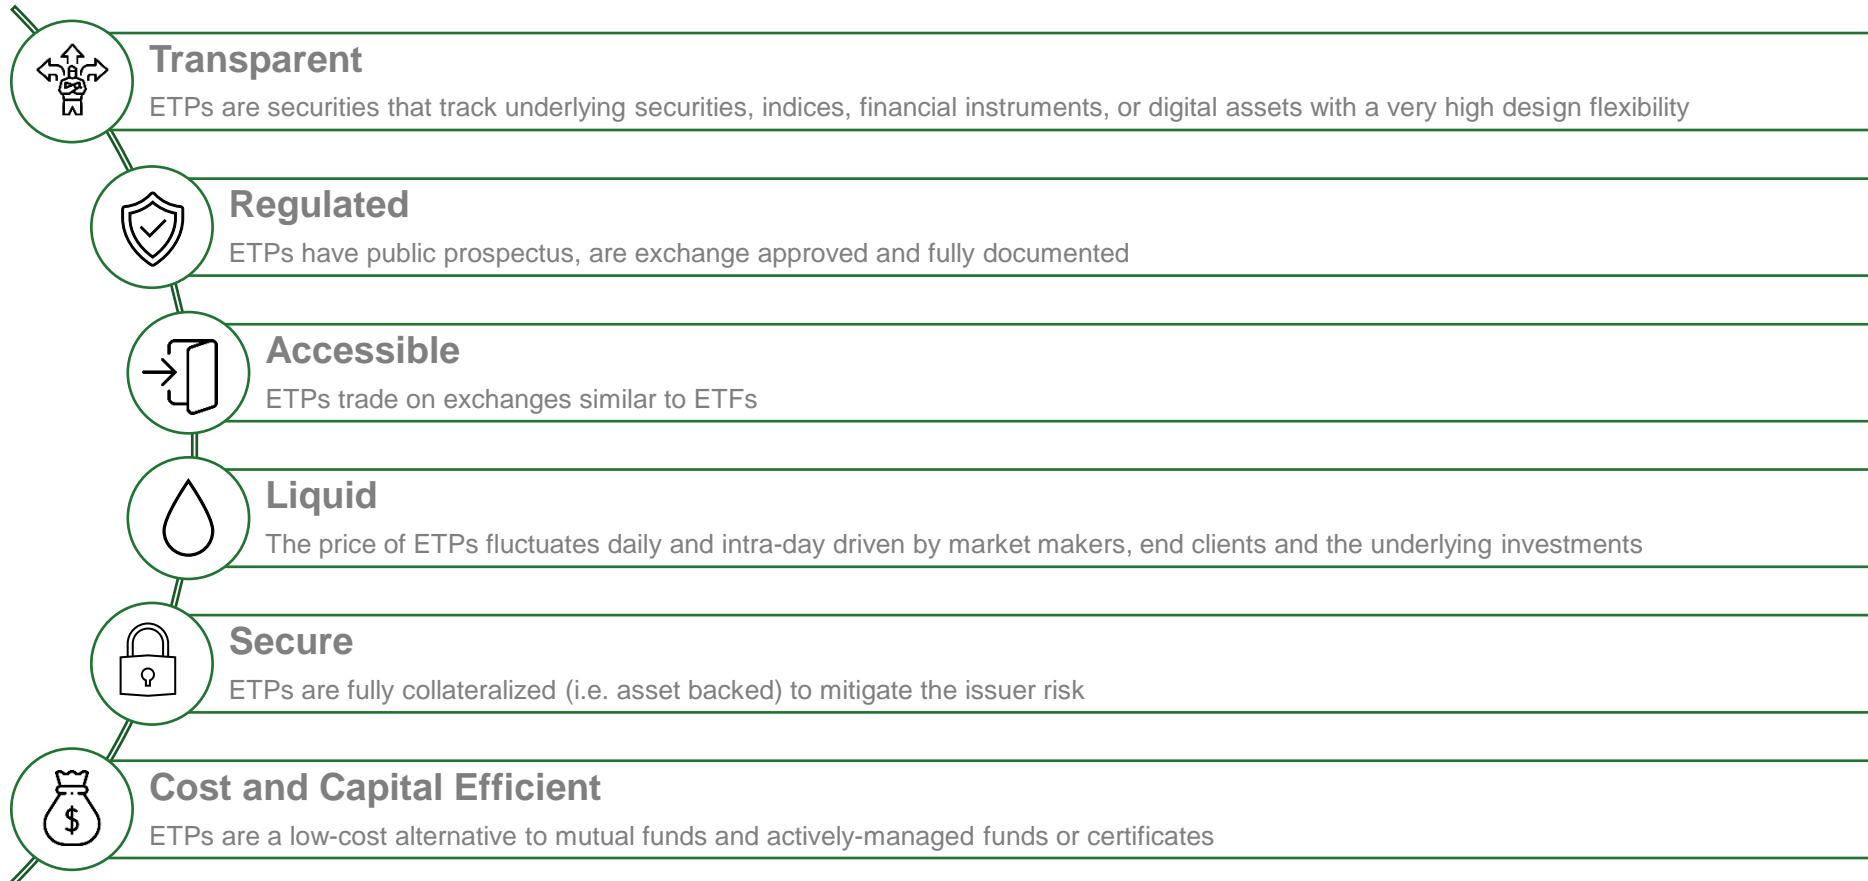 Transparent
ETPs are securities that track underlying securities, indices, financial instruments, or digital assets with a very high design flexibility
Regulated
ETPs have public prospectus, are exchange approved and fully documented
Accessible
ETPs trade on exchanges similar to ETFs
Liquid
The price of ETPs fluctuates daily and intra-day driven by market makers, end clients and the underlying investments
Secure
ETPs are fully collateralized (i.e. asset backed) to mitigate the issuer risk
$
Cost and Capital Efficient
ETPs are a low-cost alternative to mutual funds and actively-managed funds or certificates